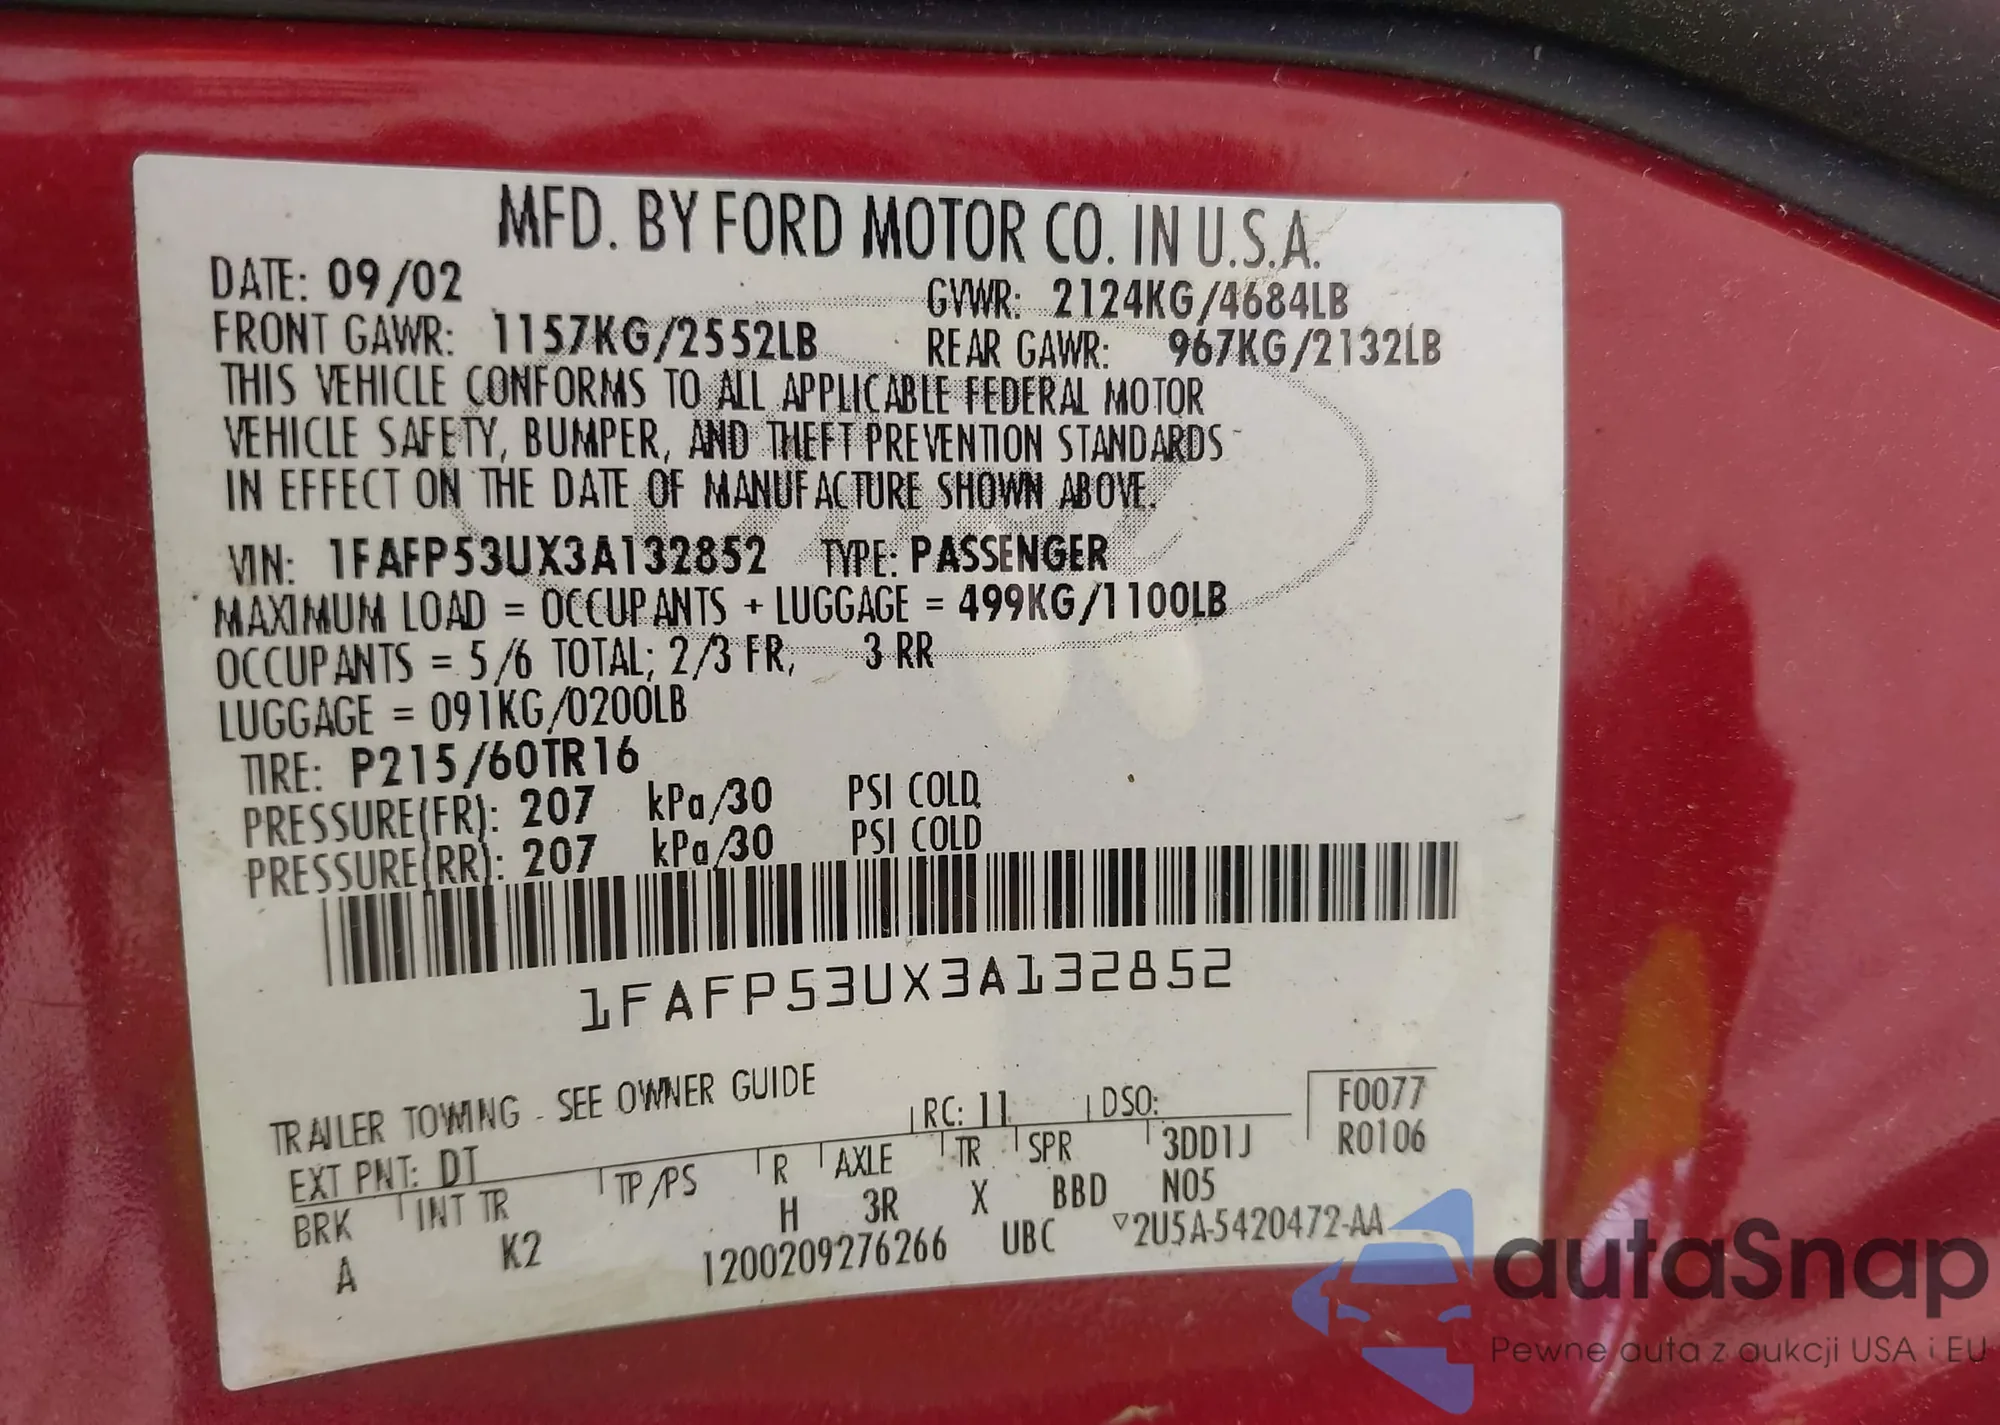 MFD. BY FORD MOTOR CO. IN U.S.A.
DATE: 09/02 GVWR: 2124KG/4684LB
FRONT GAWR: 1157KG/2552LB REAR GAWR: 967KG/2132LB
THIS VEHICLE CONFORMS TO ALL APPLICABLE FEDERAL MOTOR
VEHICLE SAFETY, BUMPER, AND THEFT PREVENTION STANDARDS
IN EFFECT ON THE DATE OF MANUFACTURE SHOWN ABOVE.
VIN: 1FAFP53UX3A132852 TYPE: PASSENGER
MAXIMUM LOAD = OCCUPANTS + LUGGAGE = 499KG/1100LB
OCCUPANTS = 5/6 TOTAL; 2/3 FR, 3 RR
LUGGAGE = 091KG/0200LB
TIRE: P215/60TR16
PRESSURE(FR): 207 kPa/30 PSI COLD
PRESSURE(RR): 207 kPa/30 PSI COLD
1FAFP53UX3A132852
TRAILER TOWING - SEE OWNER GUIDE
EXT PNT: DT RC: 11 DSO: F0077
BRK INT TR TP/PS R AXLE TR SPR 3DD1J R0106
A K2 H 3R X BBD N05
1200209276266 UBC ▽2U5A-5420472-AA
autaSnap
Pewne auta z aukcji USA i EU